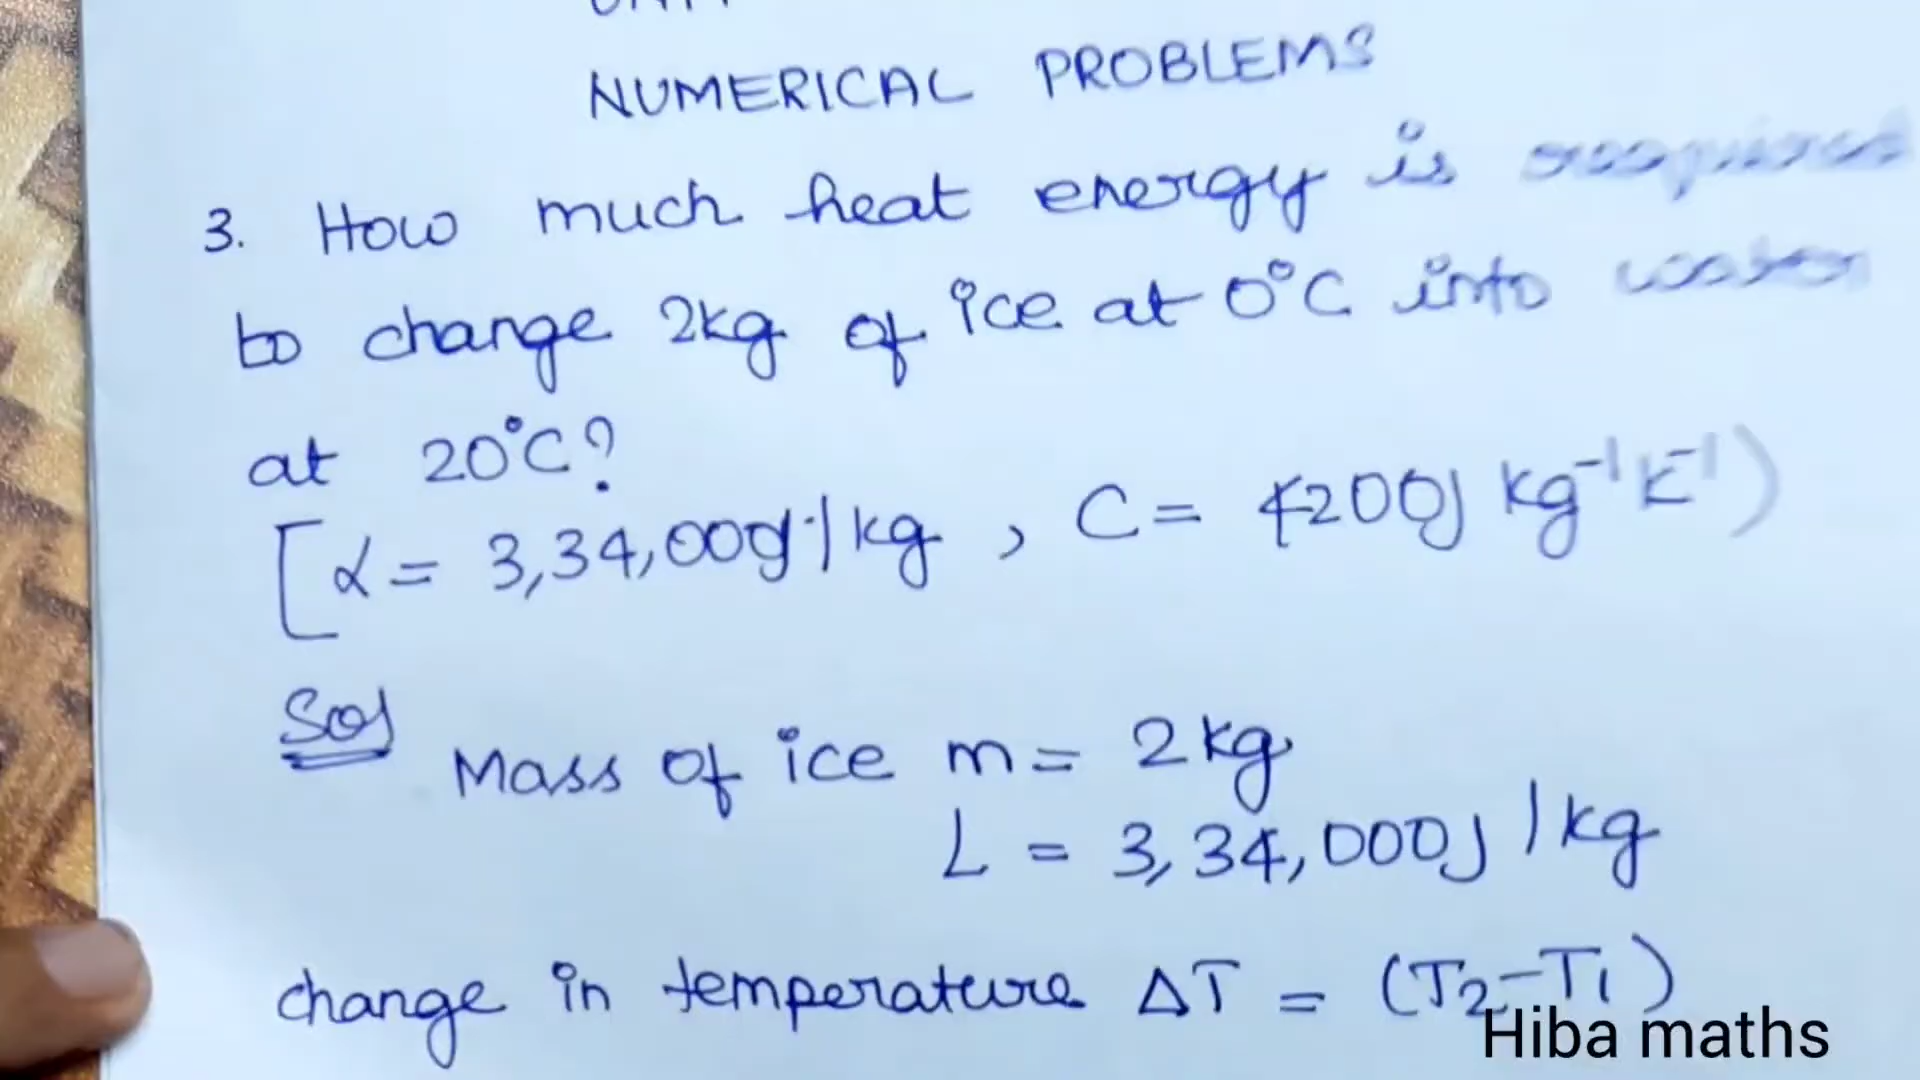 NUMERICAL PROBLEMS
3. How much heat energy is required
to change 2kg of ice at 0°C into water
at 20°C?
[α = 3,34,000J/kg, C = 4200J kg⁻¹K⁻¹)
Sol Mass of ice m = 2kg
L = 3,34,000J/kg
change in temperature ΔT = (T₂-T₁)
Hiba maths